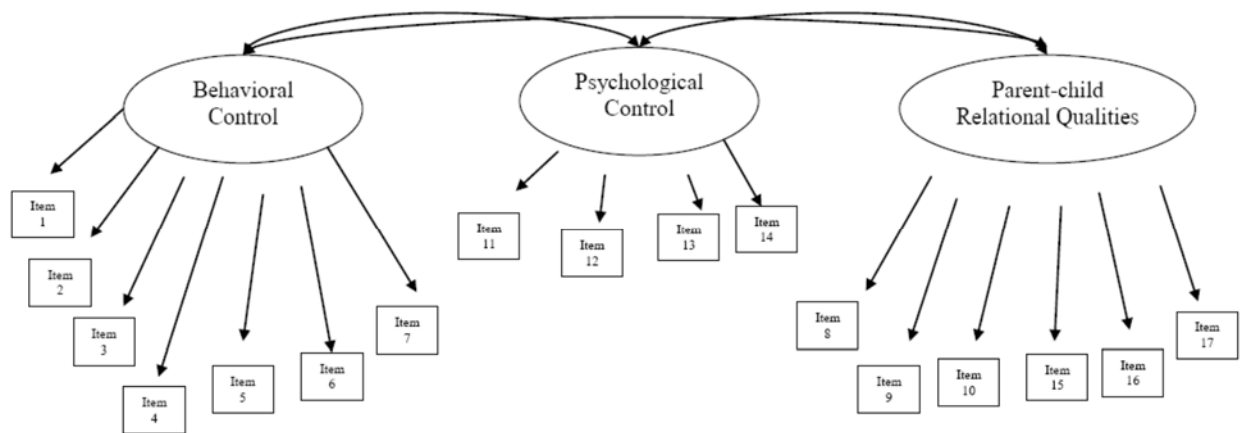 Behavioral
Control
Psychological
Control
Parent-child
Relational Qualities
Item
1
Item
2
Item
3
Item
4
Item
5
Item
6
Item
7
Item
11
Item
12
Item
13
Item
14
Item
8
Item
9
Item
10
Item
15
Item
16
Item
17